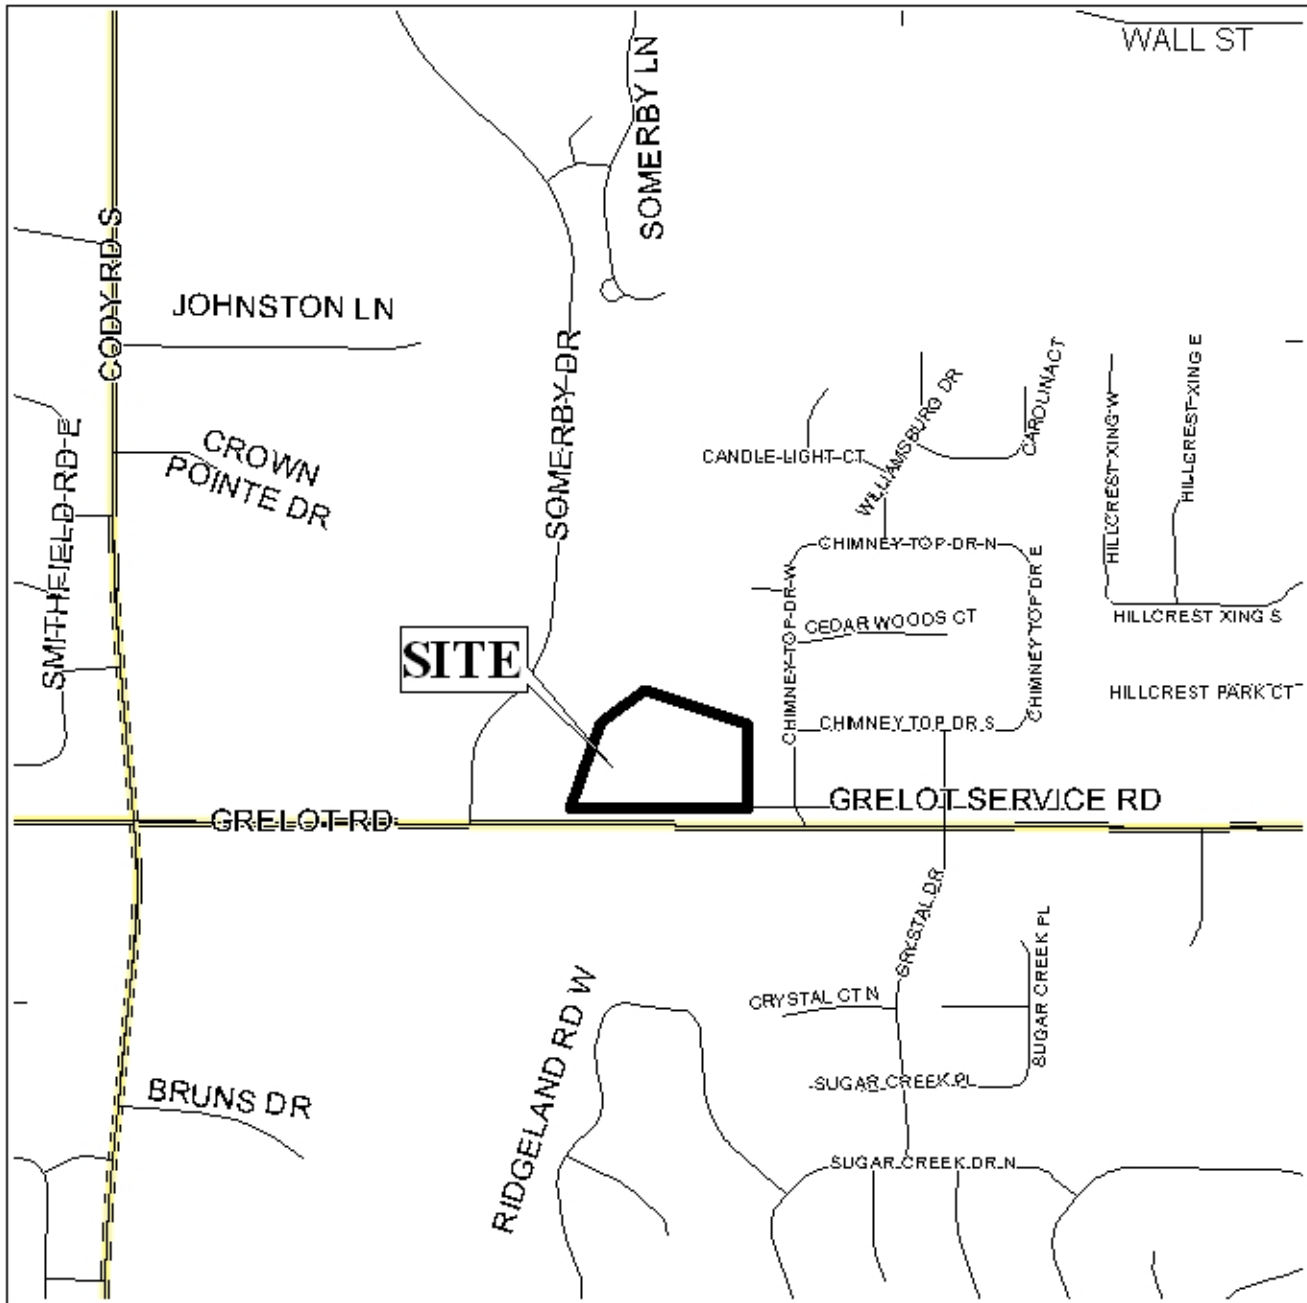 WALL ST
SOMERBY LN
CODY RD S
JOHNSTON LN
SOMERBY DR
SMITHFIELD RD E
CROWN
POINTE DR
CANDLE LIGHT CT
WILLIAMSBURG DR
CAROLINA CT
HILLCREST XING W
HILLCREST XING E
CHIMNEY TOP DR N
CHIMNEY TOP DR W
CEDAR WOODS CT
CHIMNEY TOP DR E
HILLCREST XING S
SITE
HILLCREST PARK CT
CHIMNEY TOP DR S
GRELOT SERVICE RD
GRELOT RD
CRYSTAL DR
SUGAR CREEK PL
RIDGELAND RD W
CRYSTAL CT N
SUGAR CREEK PL
BRUNS DR
SUGAR CREEK DR N